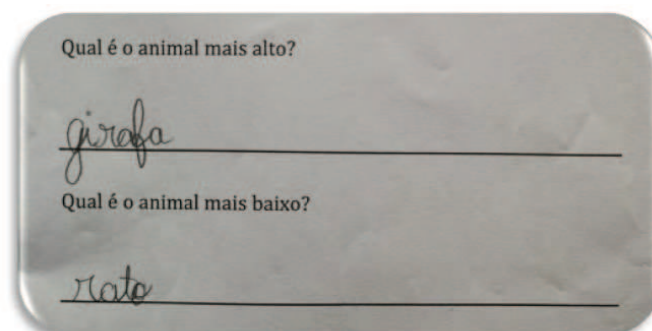 Qual é o animal mais alto?
girafa
Qual é o animal mais baixo?
rato